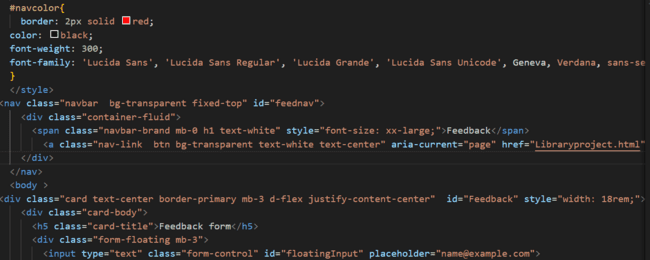 #navcolor{
border: 2px solid red;
color: black;
font-weight: 300;
font-family: 'Lucida Sans', 'Lucida Sans Regular', 'Lucida Grande', 'Lucida Sans Unicode', Geneva, Verdana, sans-se
}
</style>
<nav class="navbar  bg-transparent fixed-top" id="feednav">
<div class="container-fluid">
<span class="navbar-brand mb-0 h1 text-white" style="font-size: xx-large;">Feedback</span>
<a class="nav-link  btn bg-transparent text-white text-center" aria-current="page" href="Libraryproject.html"
</div>
</nav>
<body >
<div class="card text-center border-primary mb-3 d-flex justify-content-center"  id="Feedback" style="width: 18rem;">
<div class="card-body">
<h5 class="card-title">Feedback form</h5>
<div class="form-floating mb-3">
<input type="text" class="form-control" id="floatingInput" placeholder="name@example.com">